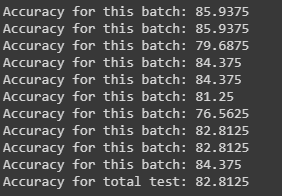 Accuracy for this batch: 85.9375
Accuracy for this batch: 85.9375
Accuracy for this batch: 79.6875
Accuracy for this batch: 84.375
Accuracy for this batch: 84.375
Accuracy for this batch: 81.25
Accuracy for this batch: 76.5625
Accuracy for this batch: 82.8125
Accuracy for this batch: 82.8125
Accuracy for this batch: 84.375
Accuracy for total test: 82.8125